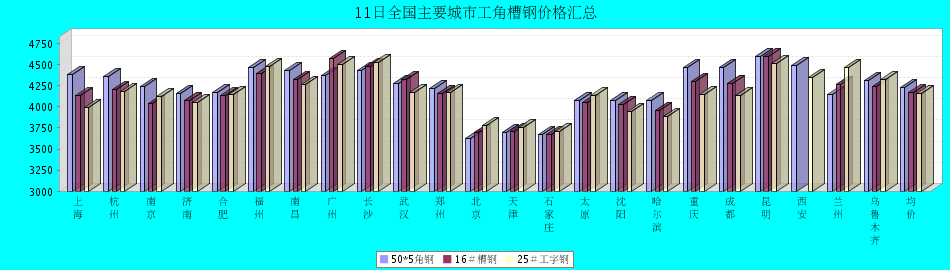 11日全国主要城市工角槽钢价格汇总
4750
4500
4250
4000
3750
3500
3250
3000
上海 杭州 南京 济南 合肥 福州 南昌 广州 长沙 武汉 郑州 北京 天津 石家庄 太原 沈阳 哈尔滨 重庆 成都 昆明 西安 兰州 乌鲁木齐 均价
50*5角钢 16#槽钢 25#工字钢